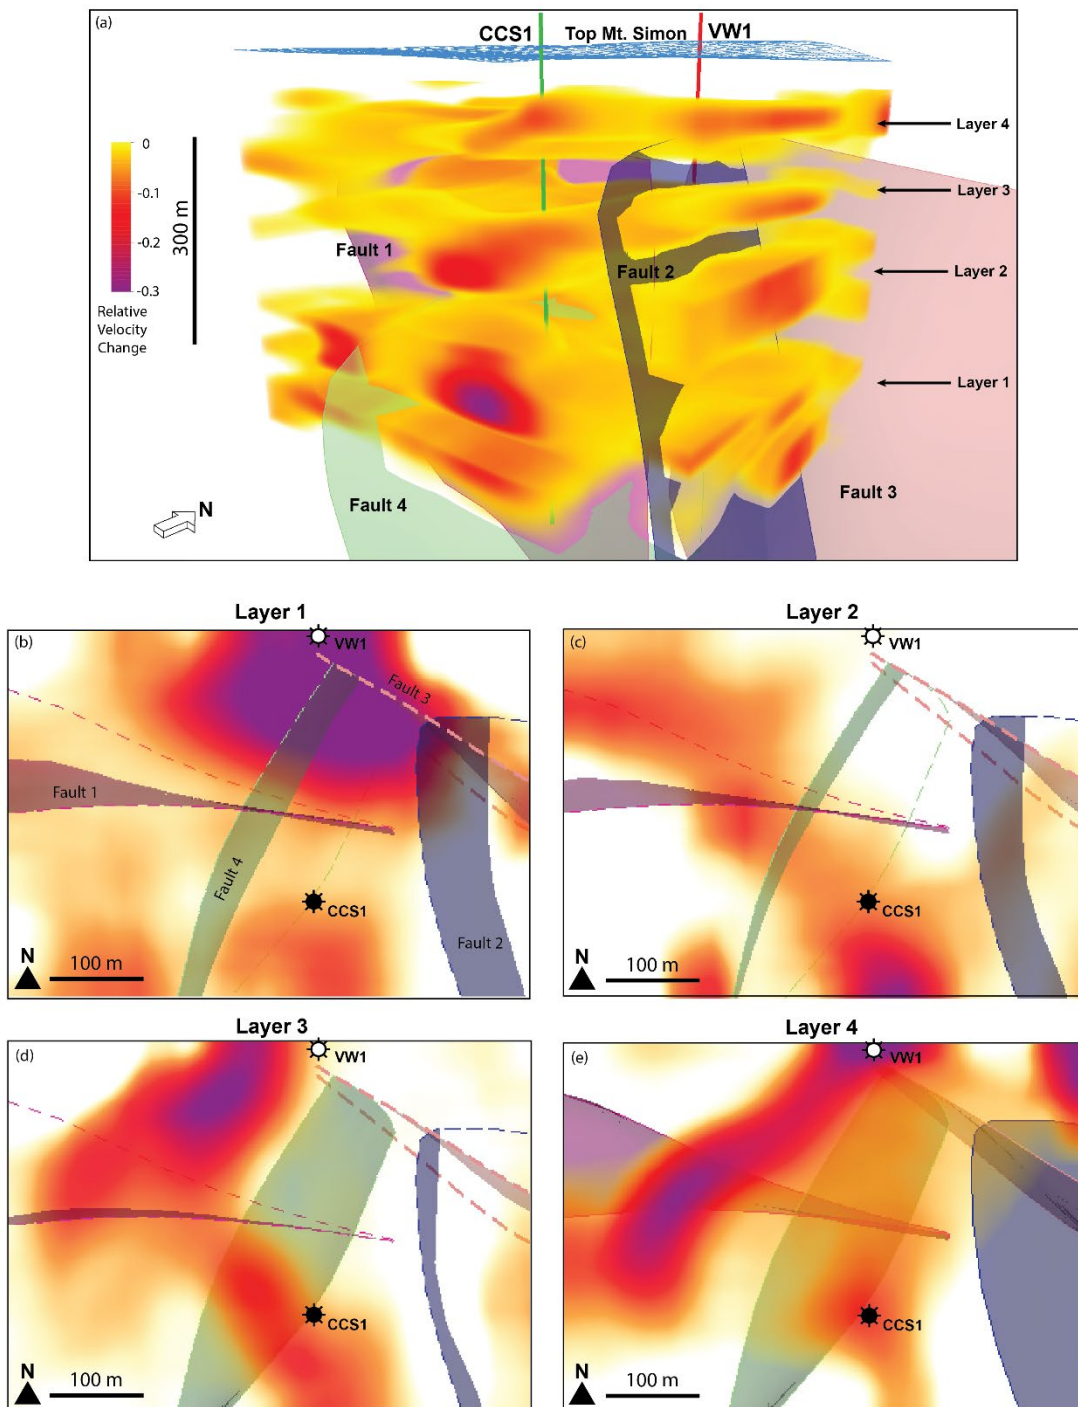 (a)
CCS1
Top Mt. Simon
VW1
0
-0.1
-0.2
-0.3
Relative
Velocity
Change
300 m
Layer 4
Layer 3
Layer 2
Layer 1
Fault 1
Fault 2
Fault 3
Fault 4
N
Layer 1
(b)
VW1
Fault 3
Fault 1
Fault 4
CCS1
Fault 2
N
100 m
Layer 2
(c)
VW1
CCS1
N
100 m
Layer 3
(d)
VW1
CCS1
N
100 m
Layer 4
(e)
VW1
CCS1
N
100 m